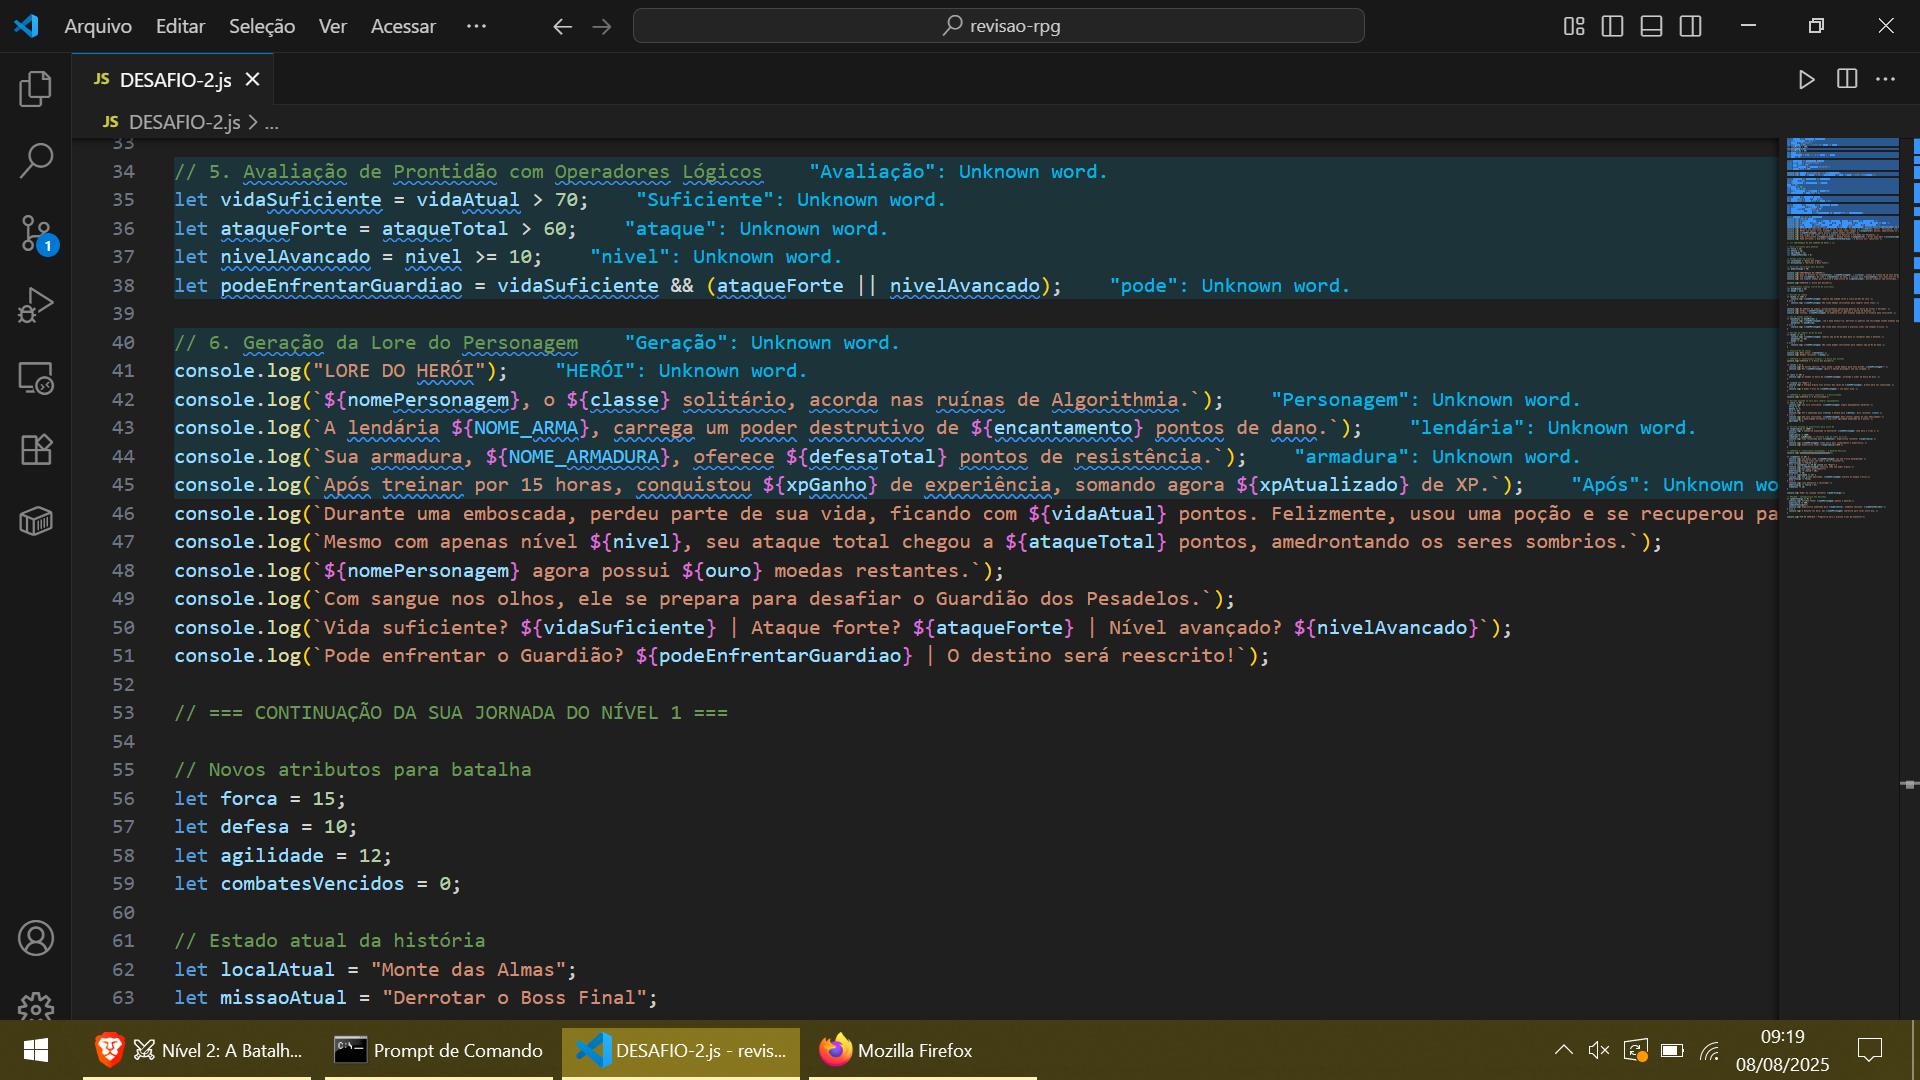 Arquivo Editar Seleção Ver Acessar ···
revisao-rpg
JS DESAFIO-2.js
JS DESAFIO-2.js > ...
33
34 // 5. Avaliação de Prontidão com Operadores Lógicos "Avaliação": Unknown word.
35 let vidaSuficiente = vidaAtual > 70; "Suficiente": Unknown word.
36 let ataqueForte = ataqueTotal > 60; "ataque": Unknown word.
37 let nivelAvancado = nivel >= 10; "nivel": Unknown word.
38 let podeEnfrentarGuardiao = vidaSuficiente && (ataqueForte || nivelAvancado); "pode": Unknown word.
39
40 // 6. Geração da Lore do Personagem "Geração": Unknown word.
41 console.log("LORE DO HERÓI"); "HERÓI": Unknown word.
42 console.log(`${nomePersonagem}, o ${classe} solitário, acorda nas ruínas de Algorithmia.`); "Personagem": Unknown word.
43 console.log(`A lendária ${NOME_ARMA}, carrega um poder destrutivo de ${encantamento} pontos de dano.`); "lendária": Unknown word.
44 console.log(`Sua armadura, ${NOME_ARMADURA}, oferece ${defesaTotal} pontos de resistência.`); "armadura": Unknown word.
45 console.log(`Após treinar por 15 horas, conquistou ${xpGanho} de experiência, somando agora ${xpAtualizado} de XP.`); "Após": Unknown wo
46 console.log(`Durante uma emboscada, perdeu parte de sua vida, ficando com ${vidaAtual} pontos. Felizmente, usou uma poção e se recuperou pa
47 console.log(`Mesmo com apenas nível ${nivel}, seu ataque total chegou a ${ataqueTotal} pontos, amedrontando os seres sombrios.`);
48 console.log(`${nomePersonagem} agora possui ${ouro} moedas restantes.`);
49 console.log(`Com sangue nos olhos, ele se prepara para desafiar o Guardião dos Pesadelos.`);
50 console.log(`Vida suficiente? ${vidaSuficiente} | Ataque forte? ${ataqueForte} | Nível avançado? ${nivelAvancado}`);
51 console.log(`Pode enfrentar o Guardião? ${podeEnfrentarGuardiao} | O destino será reescrito!`);
52
53 // === CONTINUAÇÃO DA SUA JORNADA DO NÍVEL 1 ===
54
55 // Novos atributos para batalha
56 let forca = 15;
57 let defesa = 10;
58 let agilidade = 12;
59 let combatesVencidos = 0;
60
61 // Estado atual da história
62 let localAtual = "Monte das Almas";
63 let missaoAtual = "Derrotar o Boss Final";
1
Nível 2: A Batalh... Prompt de Comando DESAFIO-2.js - revis... Mozilla Firefox
09:19
08/08/2025